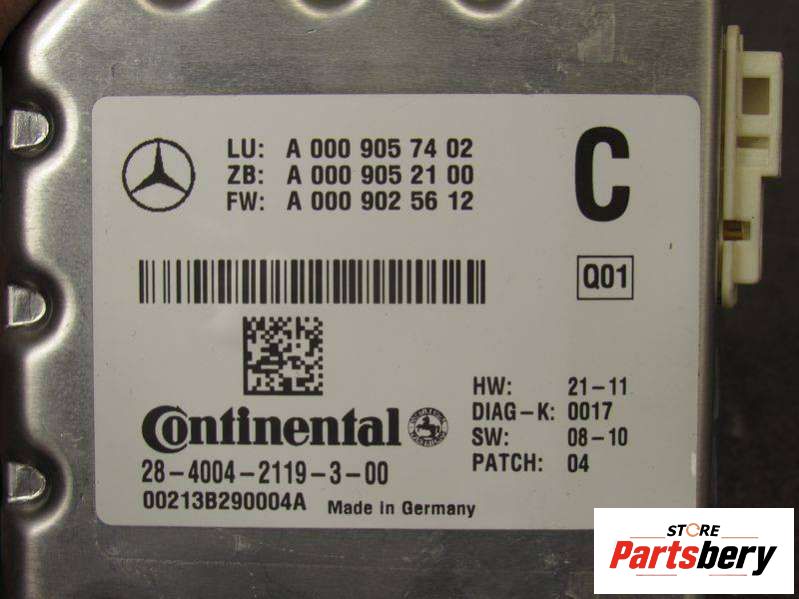 LU: A 000 905 74 02
ZB: A 000 905 21 00
FW: A 000 902 56 12
C
Q01
HW: 21-11
DIAG-K: 0017
SW: 08-10
PATCH: 04
Continental
28-4004-2119-3-00
00213B290004A Made in Germany
STORE
Partsbery